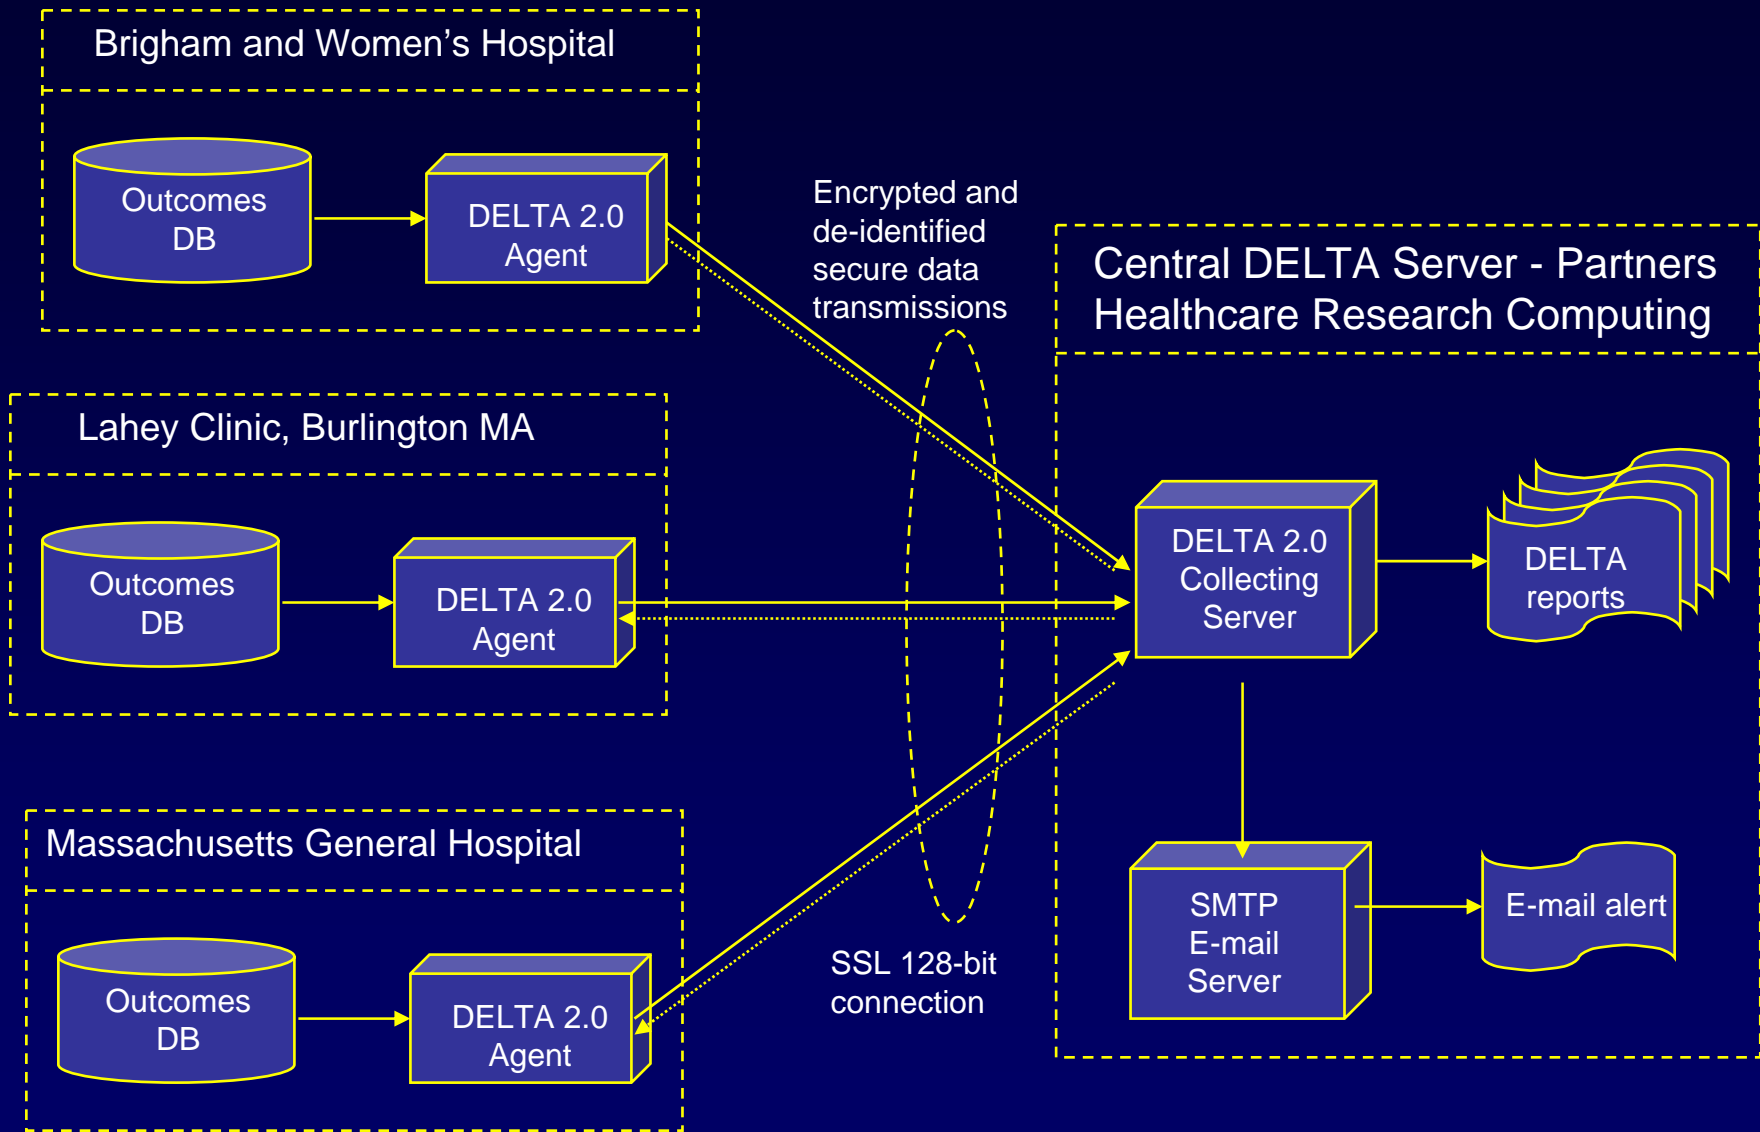 Brigham and Women’s Hospital
Outcomes
DB
DELTA 2.0
Agent
Encrypted and
de-identified
secure data
transmissions
Central DELTA Server - Partners
Healthcare Research Computing
Lahey Clinic, Burlington MA
Outcomes
DB
DELTA 2.0
Agent
DELTA 2.0
Collecting
Server
DELTA
reports
Massachusetts General Hospital
Outcomes
DB
DELTA 2.0
Agent
SSL 128-bit
connection
SMTP
E-mail
Server
E-mail alert